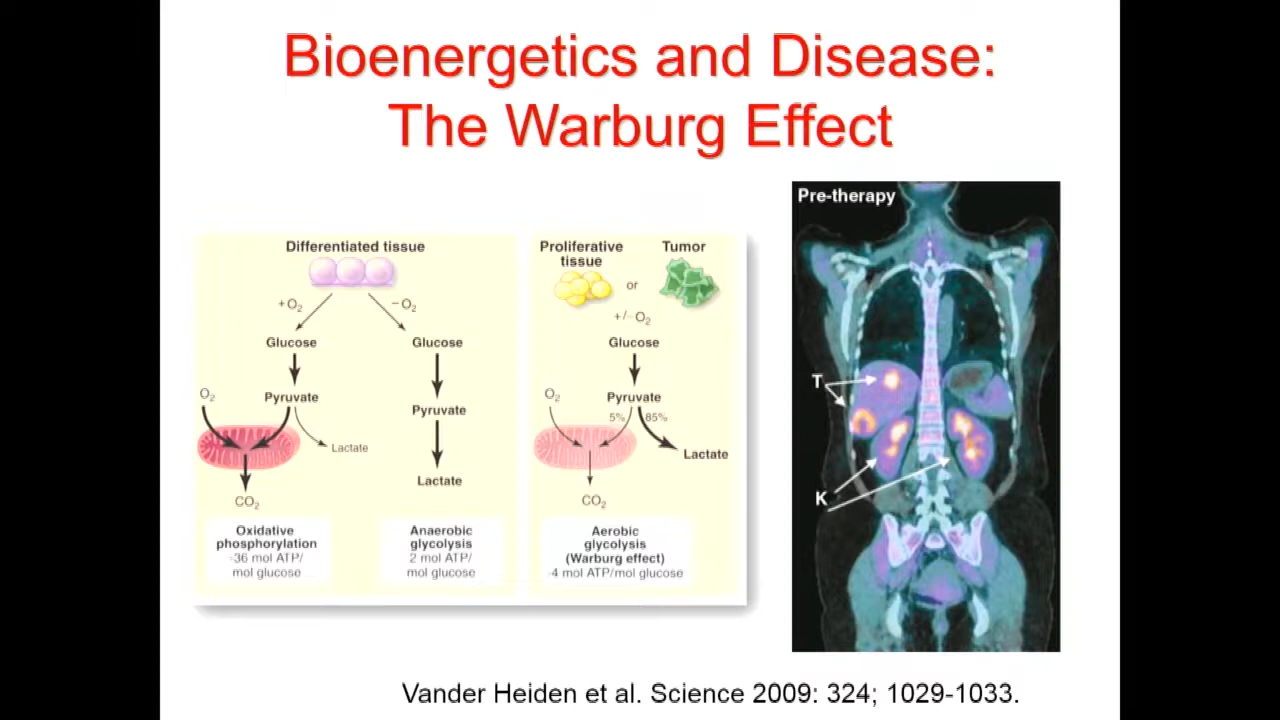 Bioenergetics and Disease:
The Warburg Effect
Differentiated tissue
+O₂
−O₂
Glucose
Glucose
O₂
Pyruvate
Pyruvate
Lactate
Lactate
CO₂
Oxidative
phosphorylation
~36 mol ATP/
mol glucose
Anaerobic
glycolysis
2 mol ATP/
mol glucose
Proliferative
tissue
or
Tumor
+/−O₂
Glucose
O₂
Pyruvate
5%
85%
Lactate
CO₂
Aerobic
glycolysis
(Warburg effect)
~4 mol ATP/mol glucose
Pre-therapy
T
K
Vander Heiden et al. Science 2009: 324; 1029-1033.